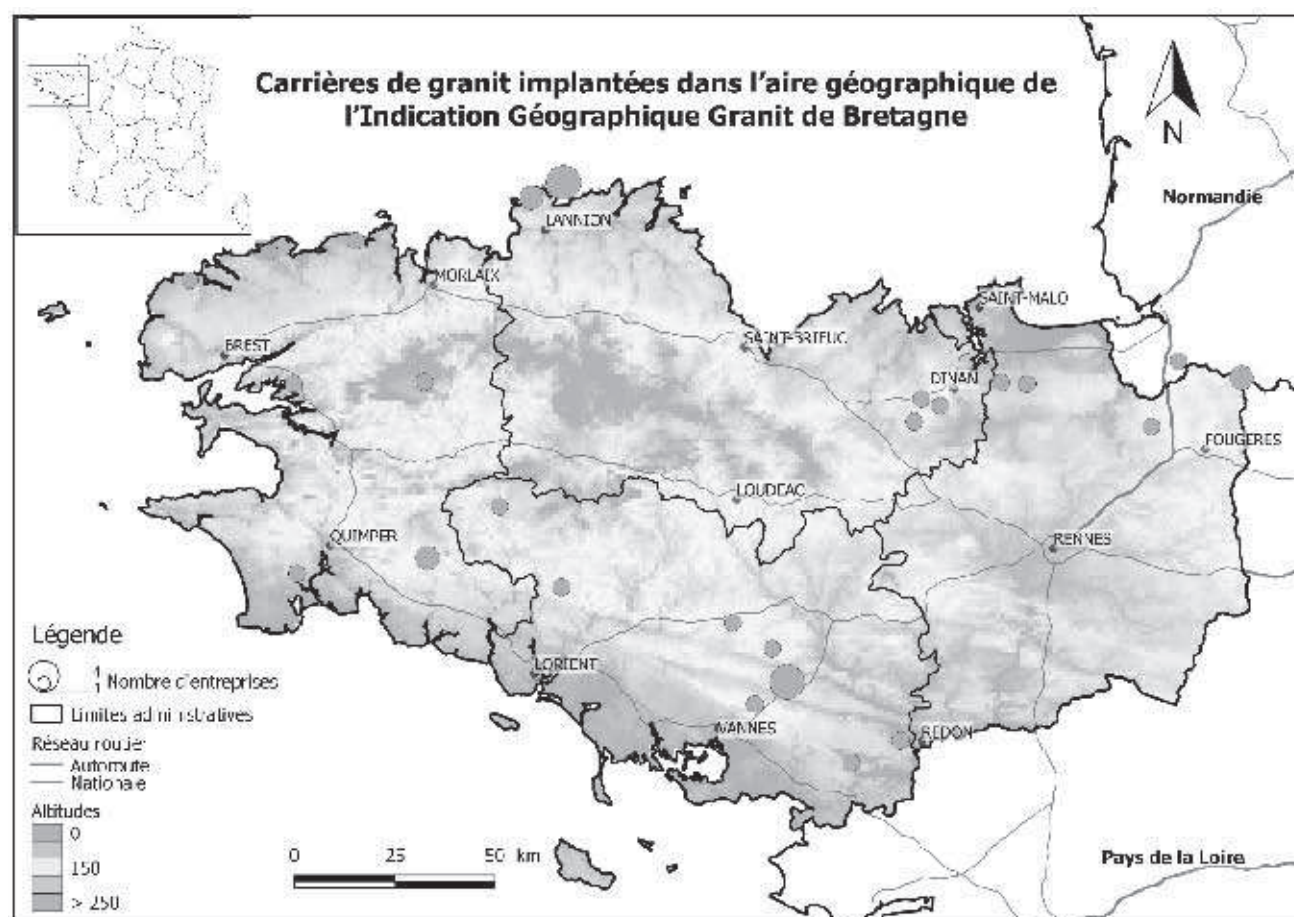 Carrières de granit implantées dans l'aire géographique de
l'Indication Géographique Granit de Bretagne
N
Normandie
LANNION
MORLAIX
SAINT-MALO
BREST
SAINT-BRIEUC
DINAN
FOUGERES
LOUDEAC
QUIMPER
RENNES
LORIENT
VANNES
REDON
Pays de la Loire
Légende
Nombre d'entreprises
Limites administratives
Réseau routier
Autoroute
Nationale
Altitudes
0
150
> 250
0 25 50 km